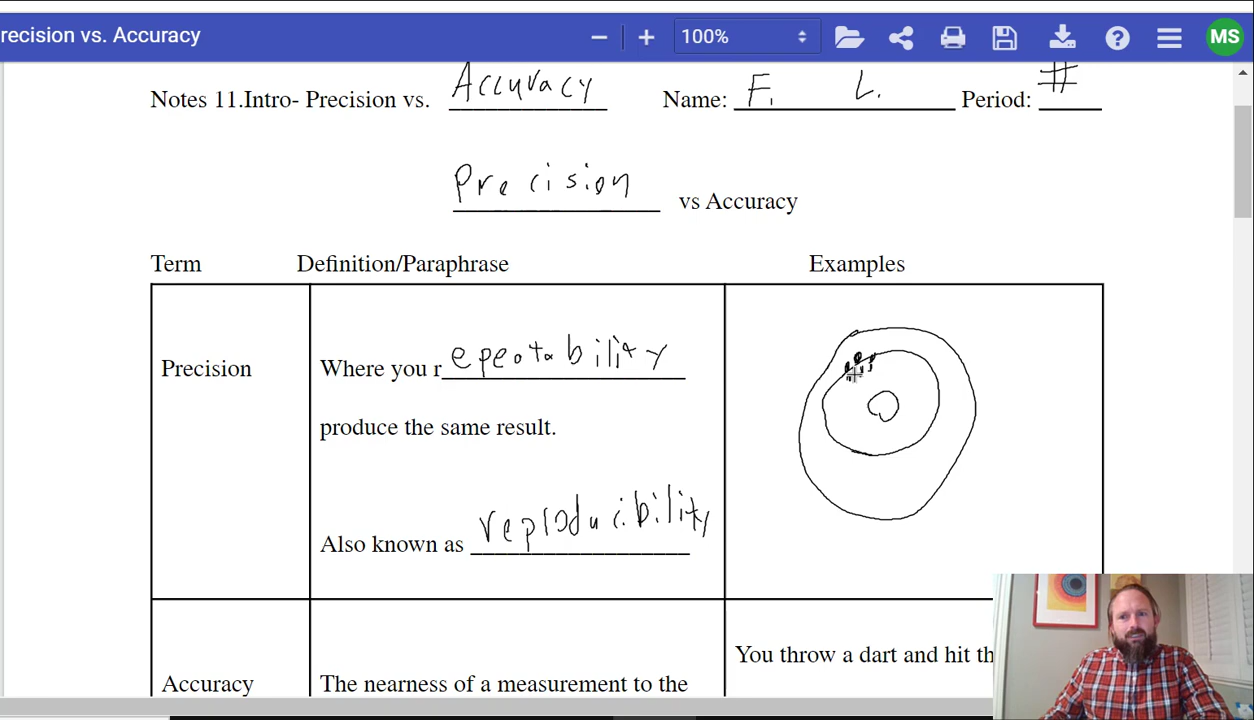 recision vs. Accuracy
100%
MS
Notes 11.Intro- Precision vs. Accuracy Name: F. L. Period: #
Precision vs Accuracy
Term Definition/Paraphrase Examples
Precision
Where you repeatability
produce the same result.
Also known as reproducibility
You throw a dart and hit th
Accuracy
The nearness of a measurement to the